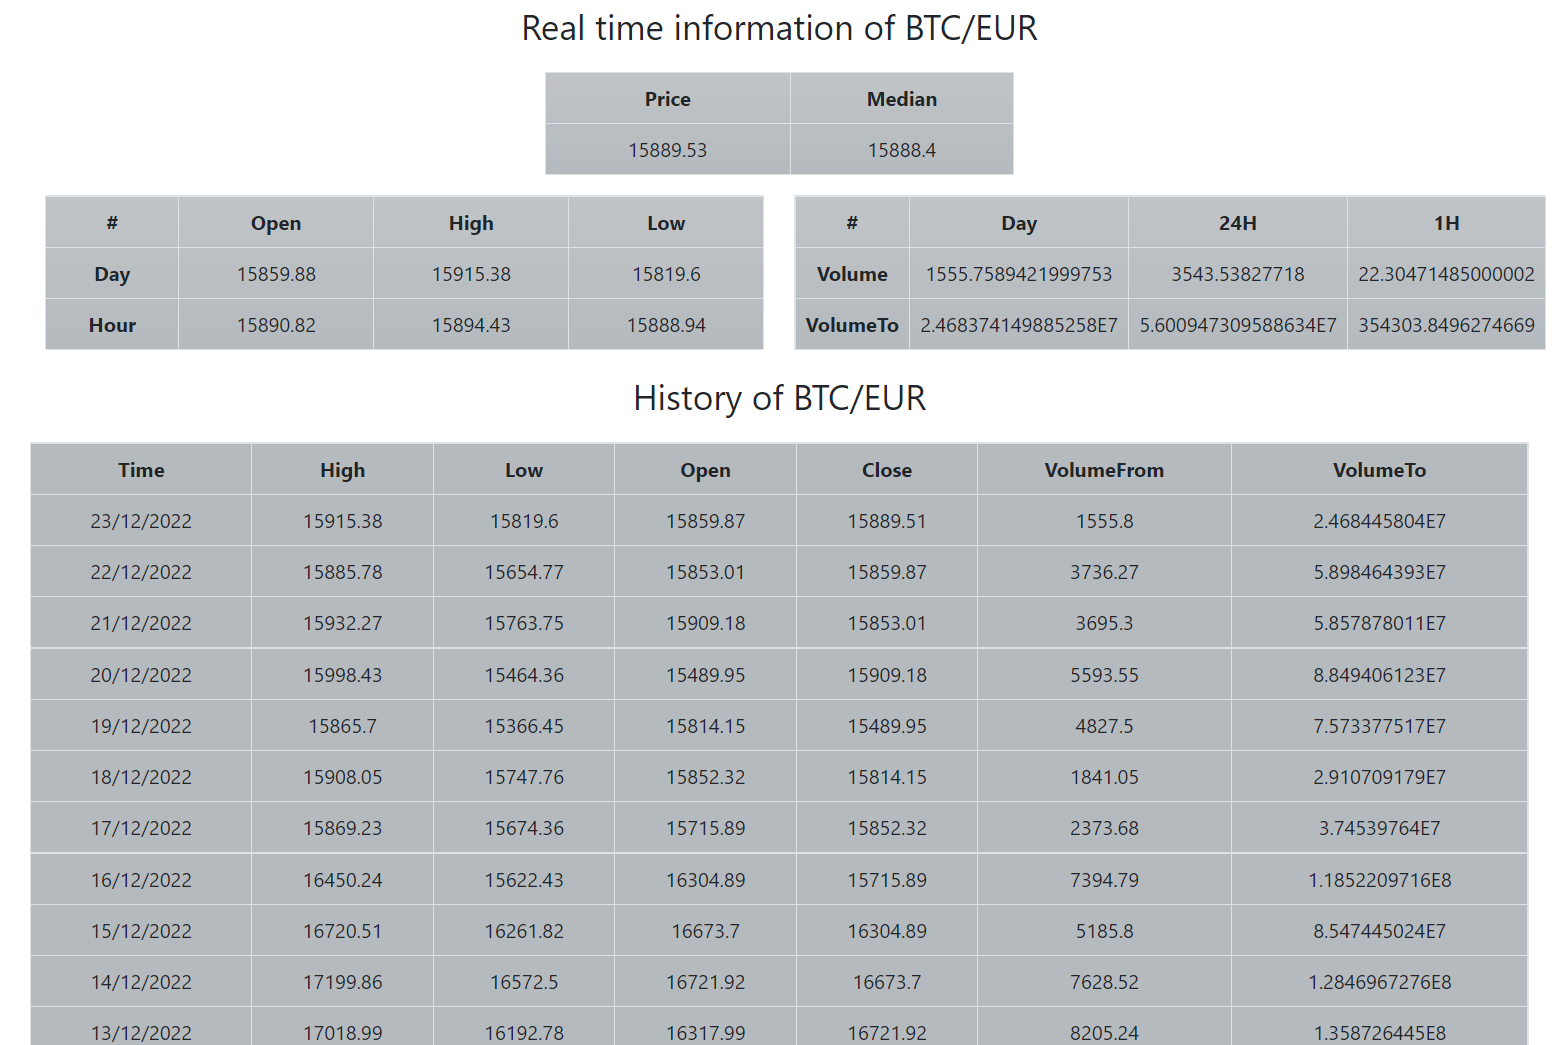 Real time information of BTC/EUR
Price Median
15889.53 15888.4
# Open High Low
Day 15859.88 15915.38 15819.6
Hour 15890.82 15894.43 15888.94
# Day 24H 1H
Volume 1555.7589421999753 3543.53827718 22.30471485000002
VolumeTo 2.468374149885258E7 5.600947309588634E7 354303.8496274669
History of BTC/EUR
Time High Low Open Close VolumeFrom VolumeTo
23/12/2022 15915.38 15819.6 15859.87 15889.51 1555.8 2.468445804E7
22/12/2022 15885.78 15654.77 15853.01 15859.87 3736.27 5.898464393E7
21/12/2022 15932.27 15763.75 15909.18 15853.01 3695.3 5.857878011E7
20/12/2022 15998.43 15464.36 15489.95 15909.18 5593.55 8.849406123E7
19/12/2022 15865.7 15366.45 15814.15 15489.95 4827.5 7.573377517E7
18/12/2022 15908.05 15747.76 15852.32 15814.15 1841.05 2.910709179E7
17/12/2022 15869.23 15674.36 15715.89 15852.32 2373.68 3.74539764E7
16/12/2022 16450.24 15622.43 16304.89 15715.89 7394.79 1.1852209716E8
15/12/2022 16720.51 16261.82 16673.7 16304.89 5185.8 8.547445024E7
14/12/2022 17199.86 16572.5 16721.92 16673.7 7628.52 1.2846967276E8
13/12/2022 17018.99 16192.78 16317.99 16721.92 8205.24 1.358726445E8